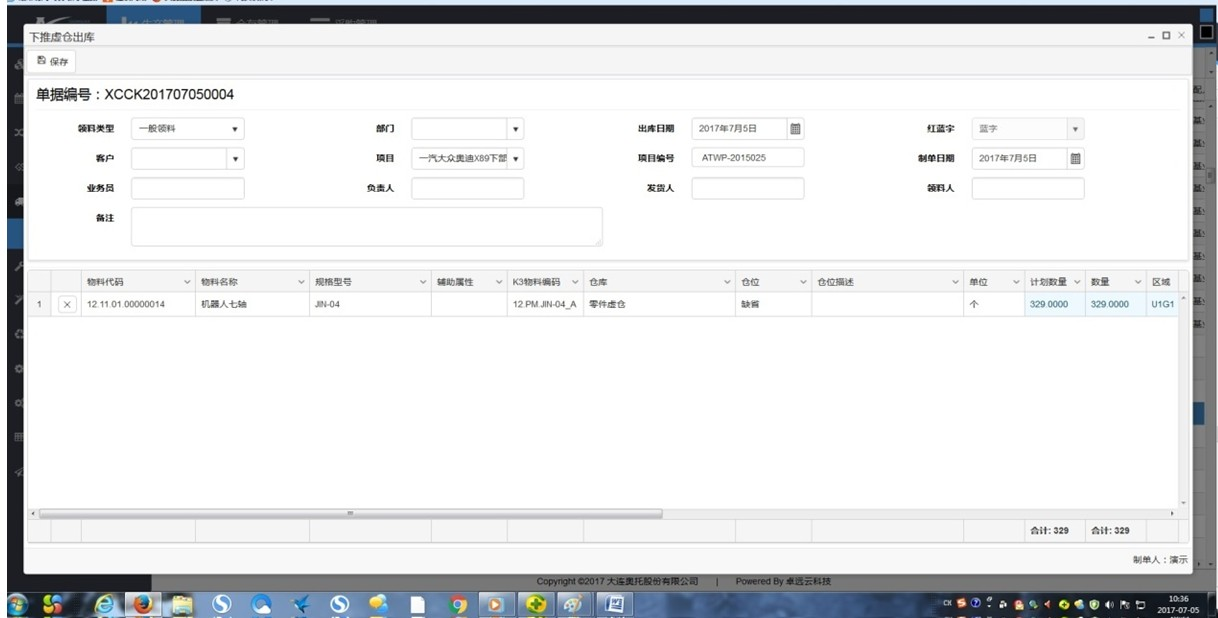 生产管理
下推虚仓出库
保存
单据编号：XCCK201707050004
领料类型 一般领料 部门 出库日期 2017年7月5日 红蓝字 蓝字
客户 项目 一汽大众奥迪X89下部 项目编号 ATWP-2015025 制单日期 2017年7月5日
业务员 负责人 发货人 领料人
备注
物料代码 物料名称 规格型号 辅助属性 K3物料编码 仓库 仓位 仓位描述 单位 计划数量 数量 区域
1 12.11.01.00000014 机器人七轴 JIN-04 12.PM.JIN-04_A 零件虚仓 缺省 个 329.0000 329.0000 U1G1
合计: 329 合计: 329
制单人：演示
Copyright ©2017 大连奥托股份有限公司 | Powered By 卓远云科技
CK 10:36
2017-07-05